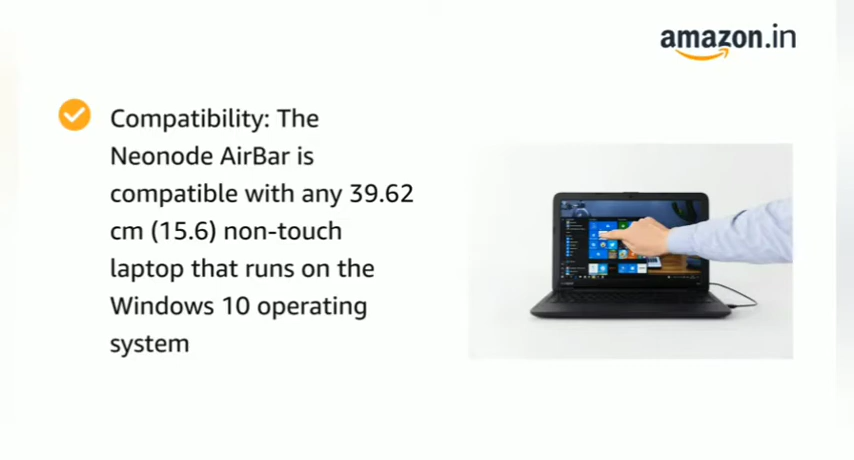 amazon.in
Compatibility: The
Neonode AirBar is
compatible with any 39.62
cm (15.6) non-touch
laptop that runs on the
Windows 10 operating
system